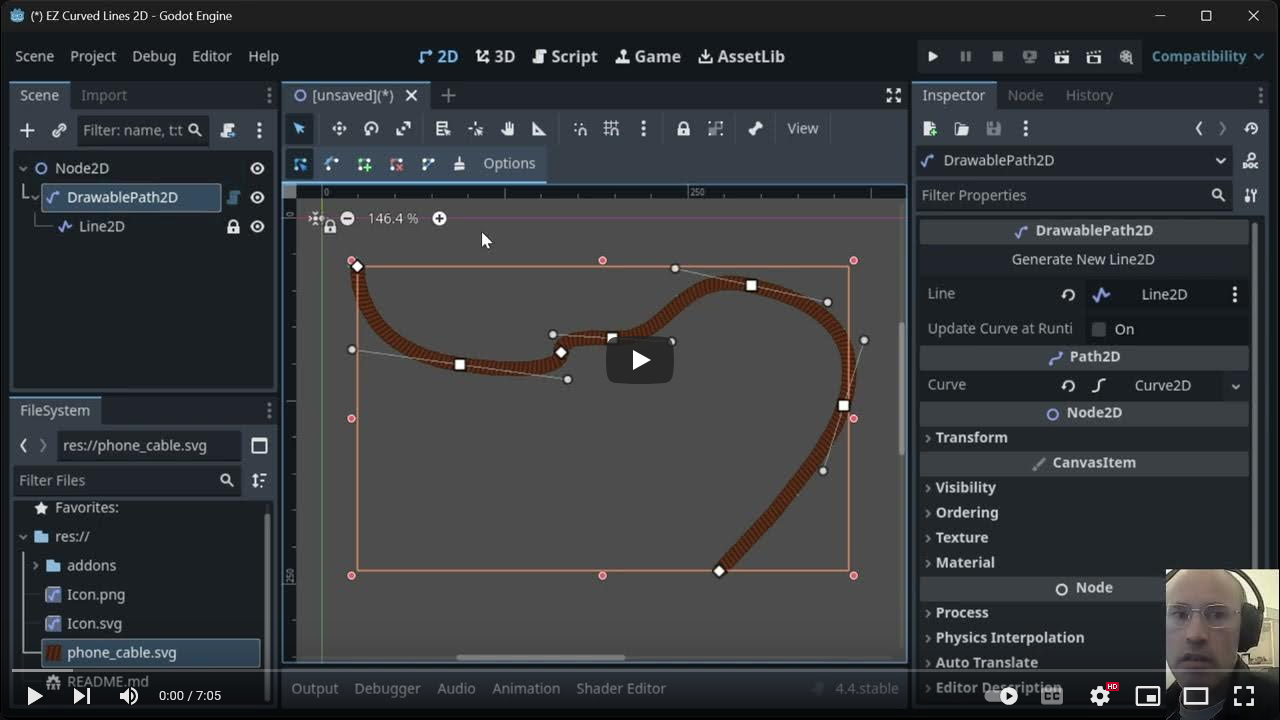 (*) EZ Curved Lines 2D - Godot Engine
Scene Project Debug Editor Help
2D 3D Script Game AssetLib
Compatibility
Scene Import
Filter: name, t:t
Node2D
DrawablePath2D
Line2D
FileSystem
res://phone_cable.svg
Filter Files
Favorites:
res://
addons
Icon.png
Icon.svg
phone_cable.svg
README.md
[unsaved](*)
View
Options
0 250
0
146.4 %
250
Output Debugger Audio Animation Shader Editor 4.4.stable
Inspector Node History
DrawablePath2D
Filter Properties
DrawablePath2D
Generate New Line2D
Line Line2D
Update Curve at Runti On
Path2D
Curve Curve2D
Node2D
Transform
CanvasItem
Visibility
Ordering
Texture
Material
Node
Process
Physics Interpolation
Auto Translate
Editor Description
0:00 / 7:05
CC
HD